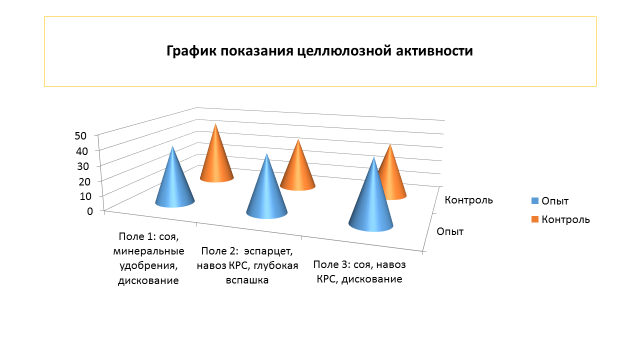 График показания целлюлозной активности
50
40
30
20
10
0
Контроль
Опыт
Опыт
Контроль
Поле 1: соя,
минеральные
удобрения,
дискование
Поле 2:  эспарцет,
навоз КРС, глубокая
вспашка
Поле 3: соя, навоз
КРС, дискование